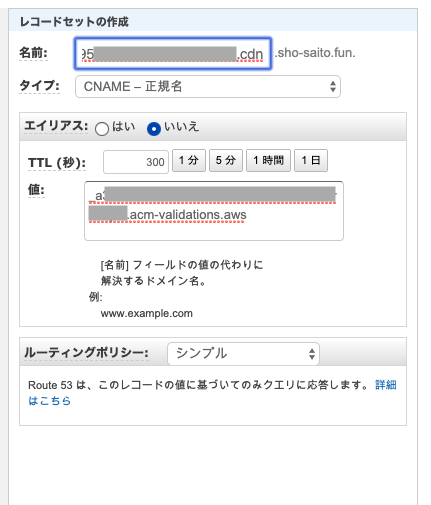 レコードセットの作成
名前: 95 .cdn .sho-saito.fun.
タイプ: CNAME – 正規名
エイリアス: はい いいえ
TTL (秒): 300 1 分 5 分 1 時間 1 日
値: _a3
.acm-validations.aws
[名前] フィールドの値の代わりに
解決するドメイン名。
例:
www.example.com
ルーティングポリシー: シンプル
Route 53 は、このレコードの値に基づいてのみクエリに応答します。 詳細
はこちら